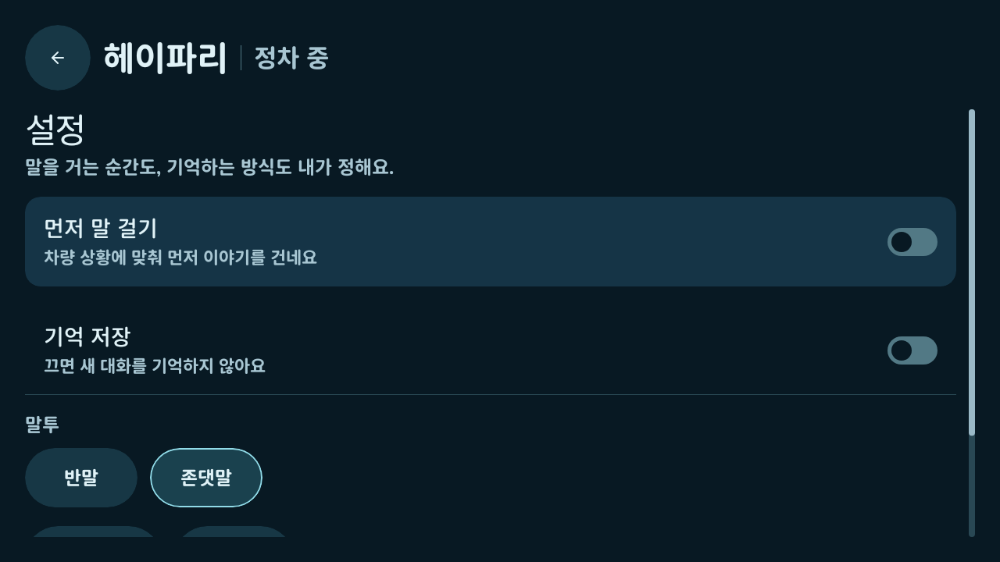 헤이파리 정차 중
설정
말을 거는 순간도, 기억하는 방식도 내가 정해요.
먼저 말 걸기
차량 상황에 맞춰 먼저 이야기를 건네요
기억 저장
끄면 새 대화를 기억하지 않아요
말투
반말 존댓말